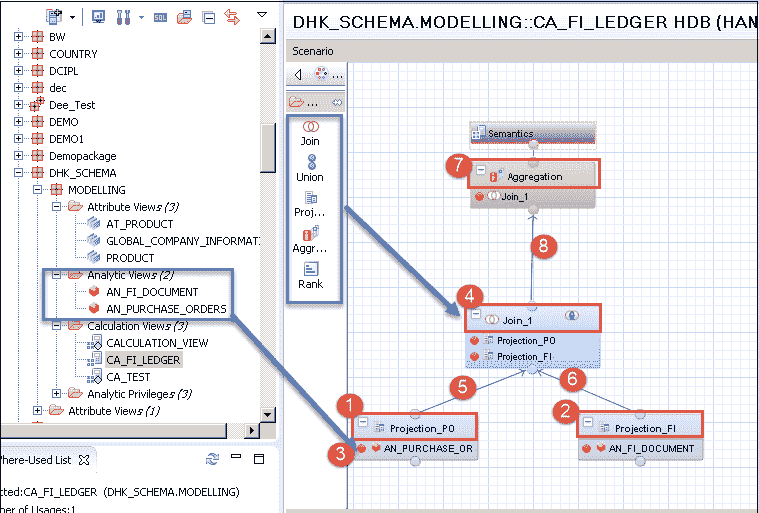 BW
COUNTRY
DCIPL
dec
Dee_Test
DEMO
DEMO1
Demopackage
DHK_SCHEMA
MODELLING
Attribute Views (3)
AT_PRODUCT
GLOBAL_COMPANY_INFORMAT
PRODUCT
Analytic Views (2)
AN_FI_DOCUMENT
AN_PURCHASE_ORDERS
Calculation Views (3)
CALCULATION_VIEW
CA_FI_LEDGER
CA_TEST
Analytic Privileges (3)
Attribute Views (1)
Where-Used List
cted:CA_FI_LEDGER (DHK_SCHEMA.MODELLING)
er of Usages:1
SQL
DHK_SCHEMA.MODELLING::CA_FI_LEDGER HDB (HAN
Scenario
...
...
Join
Union
Proj...
Aggr...
Rank
Semantics
7
Aggregation
Join_1
8
4
Join_1
Projection_PO
Projection_FI
5
6
1
Projection_PO
3
AN_PURCHASE_OR
2
Projection_FI
AN_FI_DOCUMENT